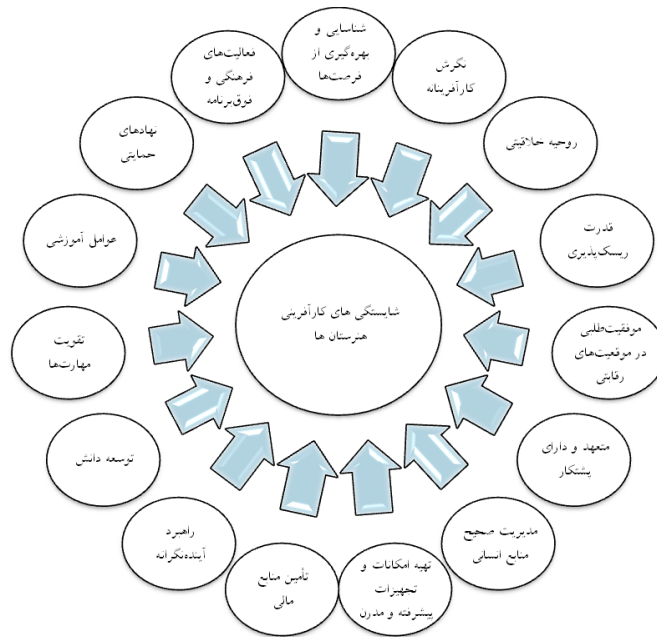 شناسایی و
بهره‌گیری از
فرصت‌ها
نگرش
کارآفرینانه
روحیه خلاقیتی
قدرت
ریسک‌پذیری
موفقیت‌طلبی
در موقعیت‌های
رقابتی
متعهد و دارای
پشتکار
مدیریت صحیح
منابع انسانی
تهیه امکانات و
تجهیزات
پیشرفته و مدرن
تأمین منابع
مالی
راهبرد
آینده‌نگرانه
توسعه دانش
تقویت
مهارت‌ها
عوامل آموزشی
نهادهای
حمایتی
فعالیت‌های
فرهنگی و
فوق‌برنامه
شایستگی های کارآفرینی
هنرستان ها